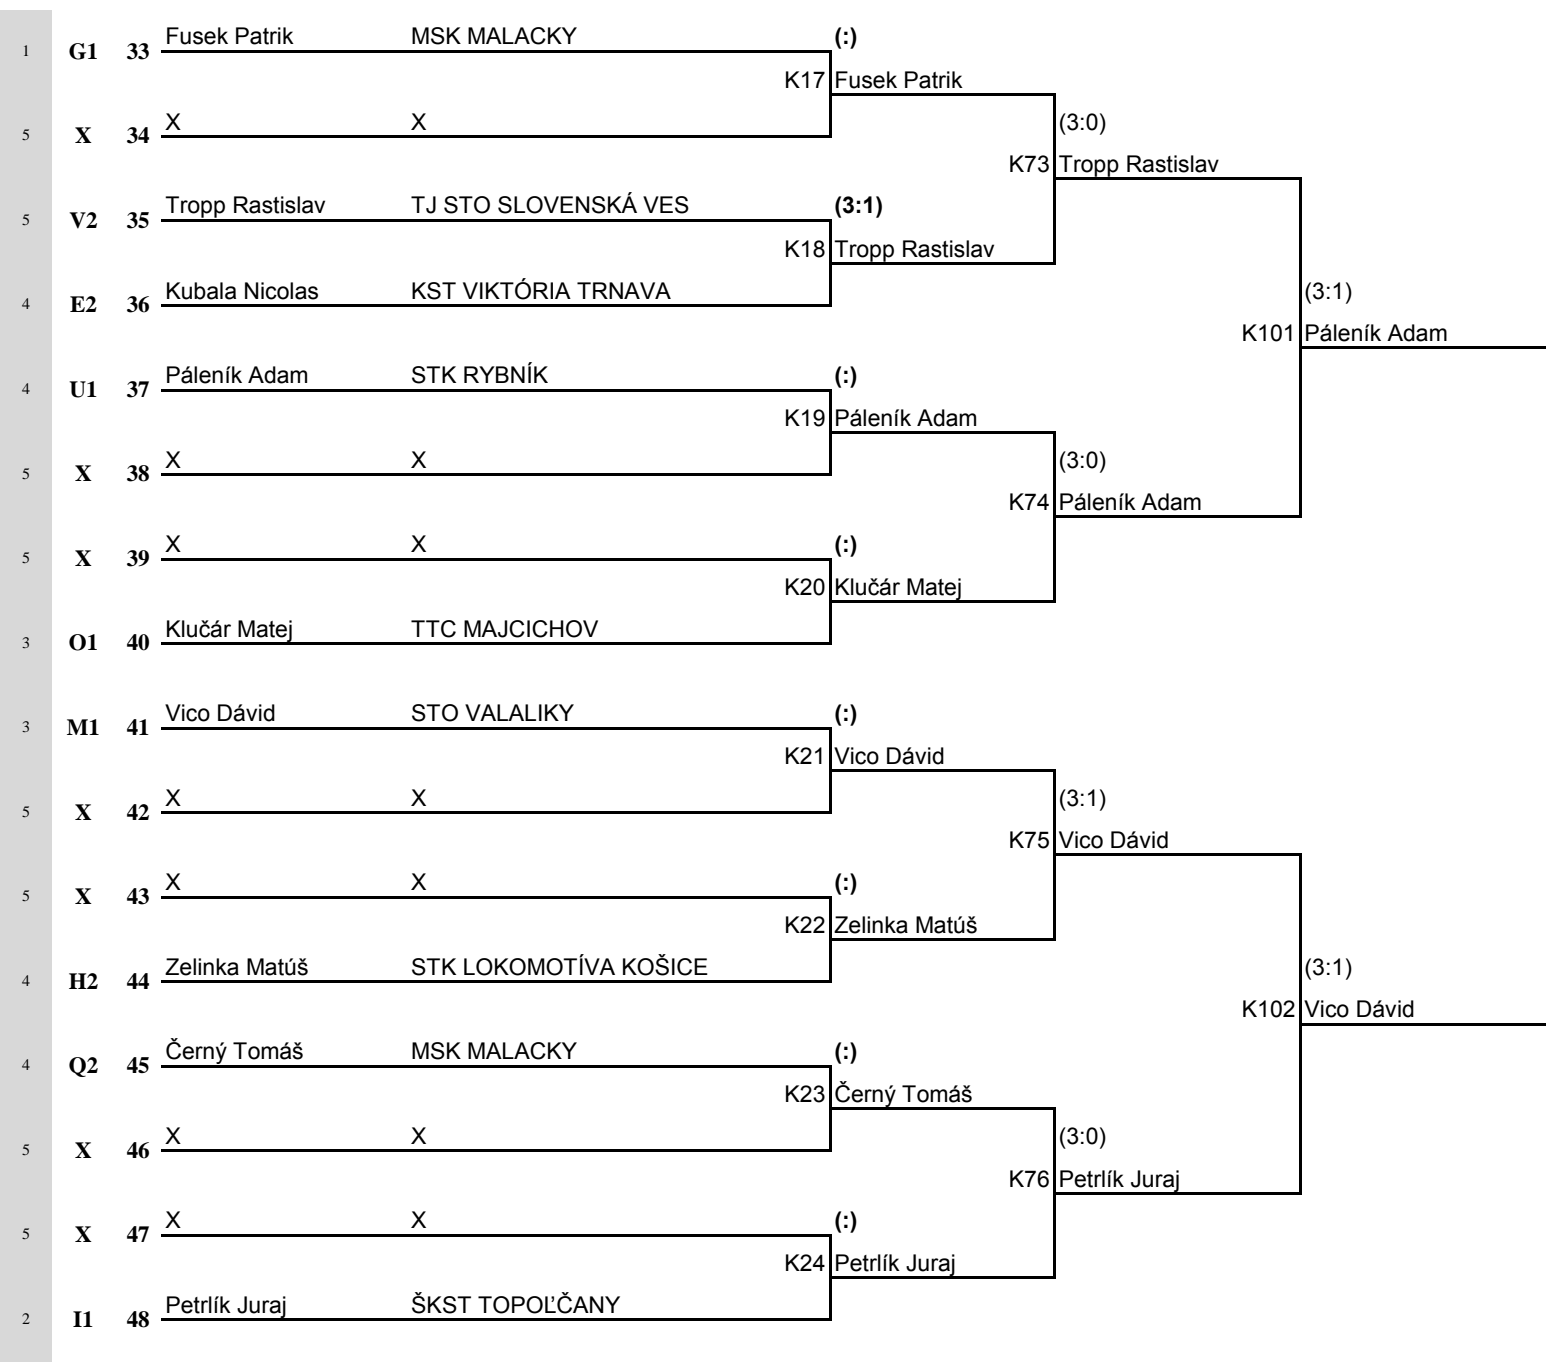 Fusek Patrik MSK MALACKY (:)
1 G1 33
K17 Fusek Patrik
X X (3:0)
5 X 34
K73 Tropp Rastislav
Tropp Rastislav TJ STO SLOVENSKÁ VES (3:1)
5 V2 35
K18 Tropp Rastislav
Kubala Nicolas KST VIKTÓRIA TRNAVA (3:1)
4 E2 36
K101 Páleník Adam
Páleník Adam STK RYBNÍK (:)
4 U1 37
K19 Páleník Adam
X X (3:0)
5 X 38
K74 Páleník Adam
X X (:)
5 X 39
K20 Klučár Matej
Klučár Matej TTC MAJCICHOV
3 O1 40
Vico Dávid STO VALALIKY (:)
3 M1 41
K21 Vico Dávid
X X (3:1)
5 X 42
K75 Vico Dávid
X X (:)
5 X 43
K22 Zelinka Matúš
Zelinka Matúš STK LOKOMOTÍVA KOŠICE (3:1)
4 H2 44
K102 Vico Dávid
Černý Tomáš MSK MALACKY (:)
4 Q2 45
K23 Černý Tomáš
X X (3:0)
5 X 46
K76 Petrlík Juraj
X X (:)
5 X 47
K24 Petrlík Juraj
Petrlík Juraj ŠKST TOPOĽČANY
2 I1 48